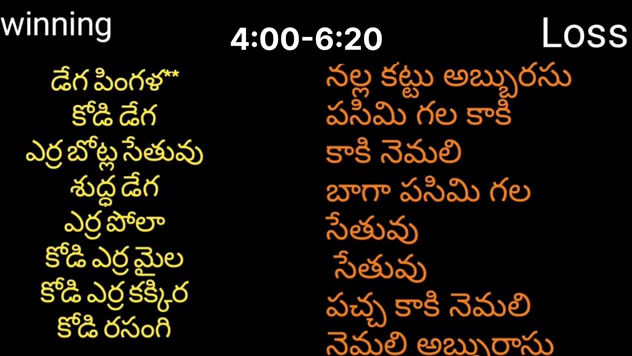 winning
4:00-6:20
Loss
డేగ పింగళ**
కోడి డేగ
ఎర్ర బోట్ల సేతువు
శుద్ధ డేగ
ఎర్ర పోలా
కోడి ఎర్ర మైల
కోడి ఎర్ర కక్కిర
కోడి రసంగి
నల్ల కట్టు అబ్బురసు
పసిమి గల కాకి
కాకి నెమలి
బాగా పసిమి గల
సేతువు
సేతువు
పచ్చ కాకి నెమలి
నెమలి అబ్బురాసు